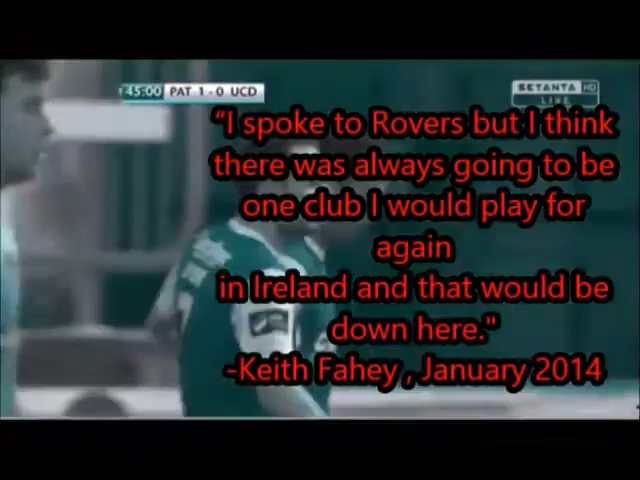 45:00 PAT 1-0 UCD
SETANTA HD
LIVE
“I spoke to Rovers but I think
there was always going to be
one club I would play for
again
in Ireland and that would be
down here."
-Keith Fahey , January 2014